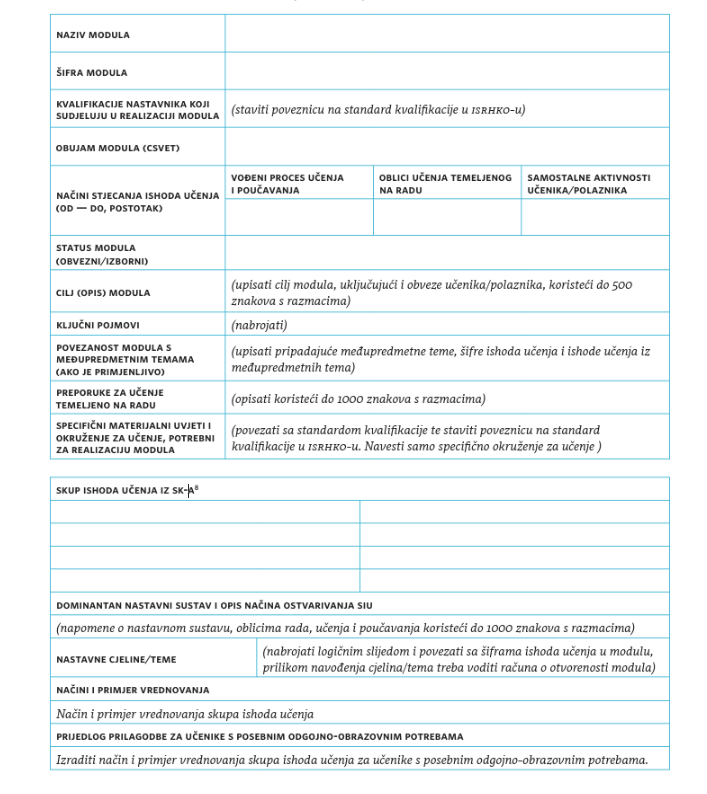 NAZIV MODULA
ŠIFRA MODULA
KVALIFIKACIJE NASTAVNIKA KOJI
SUDJELUJU U REALIZACIJI MODULA
(staviti poveznicu na standard kvalifikacije u ISRHKO-u)
OBUJAM MODULA (CSVET)
NAČINI STJECANJA ISHODA UČENJA
(OD — DO, POSTOTAK)
VOĐENI PROCES UČENJA
I POUČAVANJA
OBLICI UČENJA TEMELJENOG
NA RADU
SAMOSTALNE AKTIVNOSTI
UČENIKA/POLAZNIKA
STATUS MODULA
(OBVEZNI/IZBORNI)
CILJ (OPIS) MODULA
(upisati cilj modula, uključujući i obveze učenika/polaznika, koristeći do 500
znakova s razmacima)
KLJUČNI POJMOVI
(nabrojati)
POVEZANOST MODULA S
MEĐUPREDMETNIM TEMAMA
(AKO JE PRIMJENLJIVO)
(upisati pripadajuće međupredmetne teme, šifre ishoda učenja i ishode učenja iz
međupredmetnih tema)
PREPORUKE ZA UČENJE
TEMELJENO NA RADU
(opisati koristeći do 1000 znakova s razmacima)
SPECIFIČNI MATERIJALNI UVJETI I
OKRUŽENJE ZA UČENJE, POTREBNI
ZA REALIZACIJU MODULA
(povezati sa standardom kvalifikacije te staviti poveznicu na standard
kvalifikacije u ISRHKO-u. Navesti samo specifično okruženje za učenje )
SKUP ISHODA UČENJA IZ SK-A⁸
DOMINANTAN NASTAVNI SUSTAV I OPIS NAČINA OSTVARIVANJA SIU
(napomene o nastavnom sustavu, oblicima rada, učenja i poučavanja koristeći do 1000 znakova s razmacima)
NASTAVNE CJELINE/TEME
(nabrojati logičnim slijedom i povezati sa šiframa ishoda učenja u modulu,
prilikom navođenja cjelina/tema treba voditi računa o otvorenosti modula)
NAČINI I PRIMJER VREDNOVANJA
Način i primjer vrednovanja skupa ishoda učenja
PRIJEDLOG PRILAGODBE ZA UČENIKE S POSEBNIM ODGOJNO-OBRAZOVNIM POTREBAMA
Izraditi način i primjer vrednovanja skupa ishoda učenja za učenike s posebnim odgojno-obrazovnim potrebama.